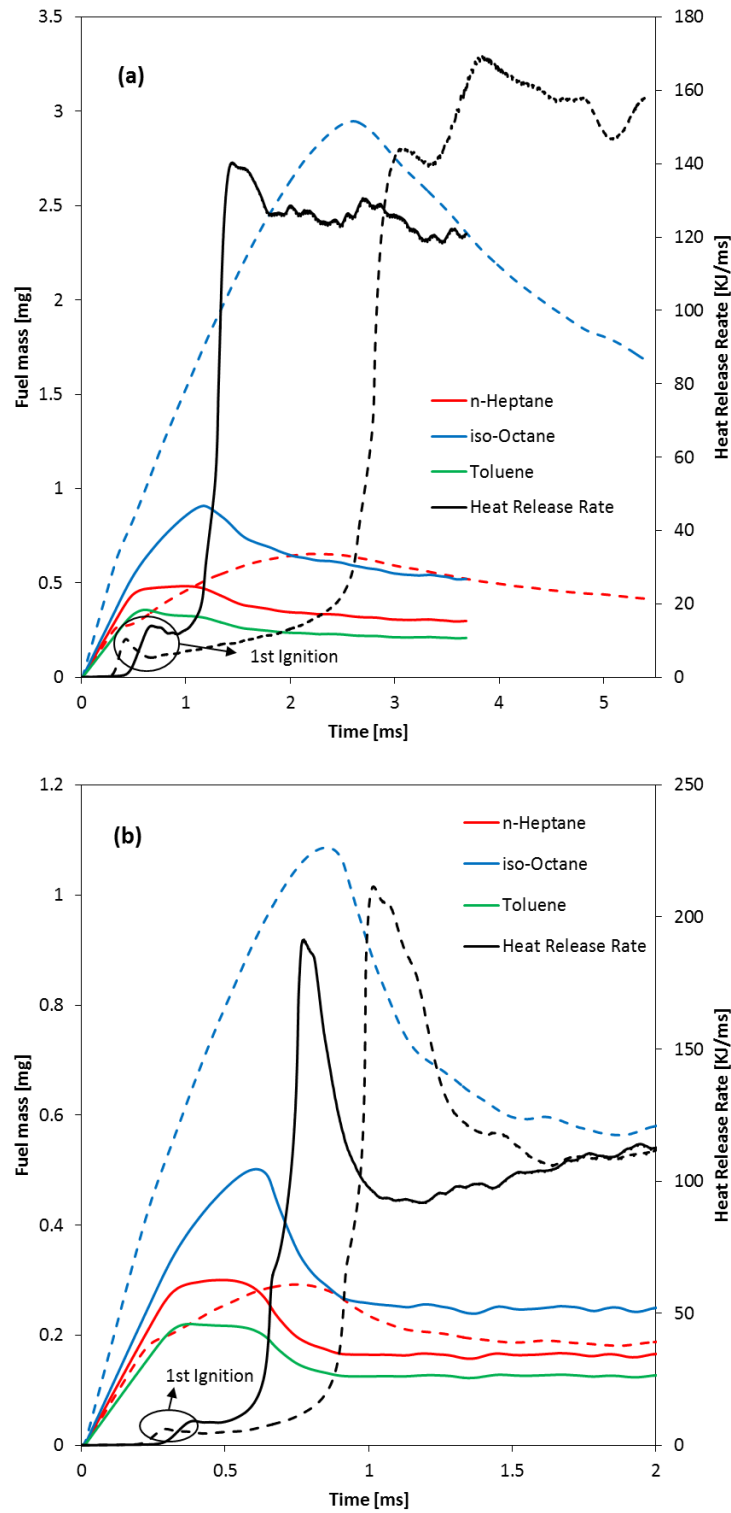 (a)
3.5
3
2.5
2
1.5
1
0.5
0
Fuel mass [mg]
180
160
140
120
100
80
60
40
20
0
Heat Release Reate [KJ/ms]
n-Heptane
iso-Octane
Toluene
Heat Release Rate
1st Ignition
0 1 2 3 4 5
Time [ms]
(b)
1.2
1
0.8
0.6
0.4
0.2
0
Fuel mass [mg]
250
200
150
100
50
0
Heat Release Rate [KJ/ms]
n-Heptane
iso-Octane
Toluene
Heat Release Rate
1st Ignition
0 0.5 1 1.5 2
Time [ms]